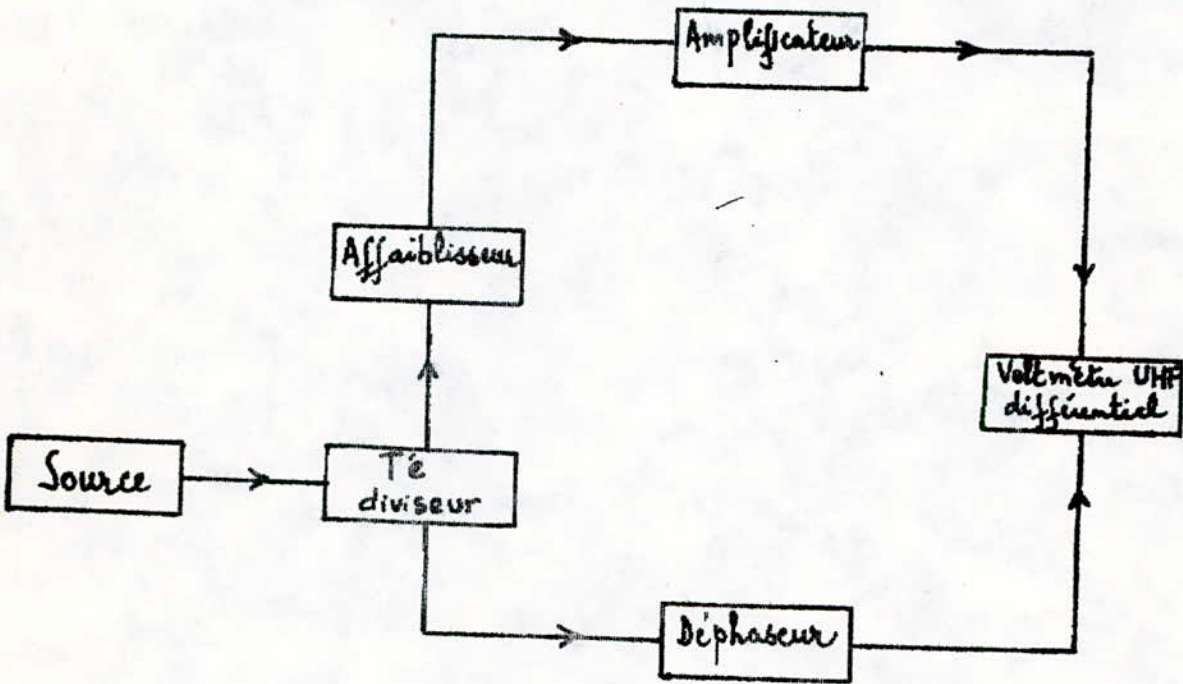 Amplificateur
Affaiblisseur
Voltmètre UHF
différentiel
Source
Té
diviseur
Déphaseur